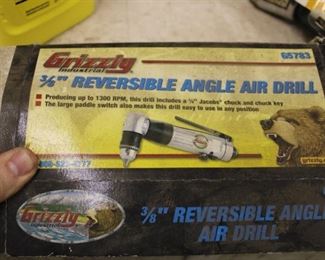 Grizzly
Industrial
G5783
3/8" REVERSIBLE ANGLE AIR DRILL
• Producing up to 1300 RPM, this drill includes a 3/8" Jacobs® chuck and chuck key
• The large paddle switch also makes this drill easy to use in any position
grizzly
Grizzly
Industrial
3/8" REVERSIBLE ANGLE
AIR DRILL